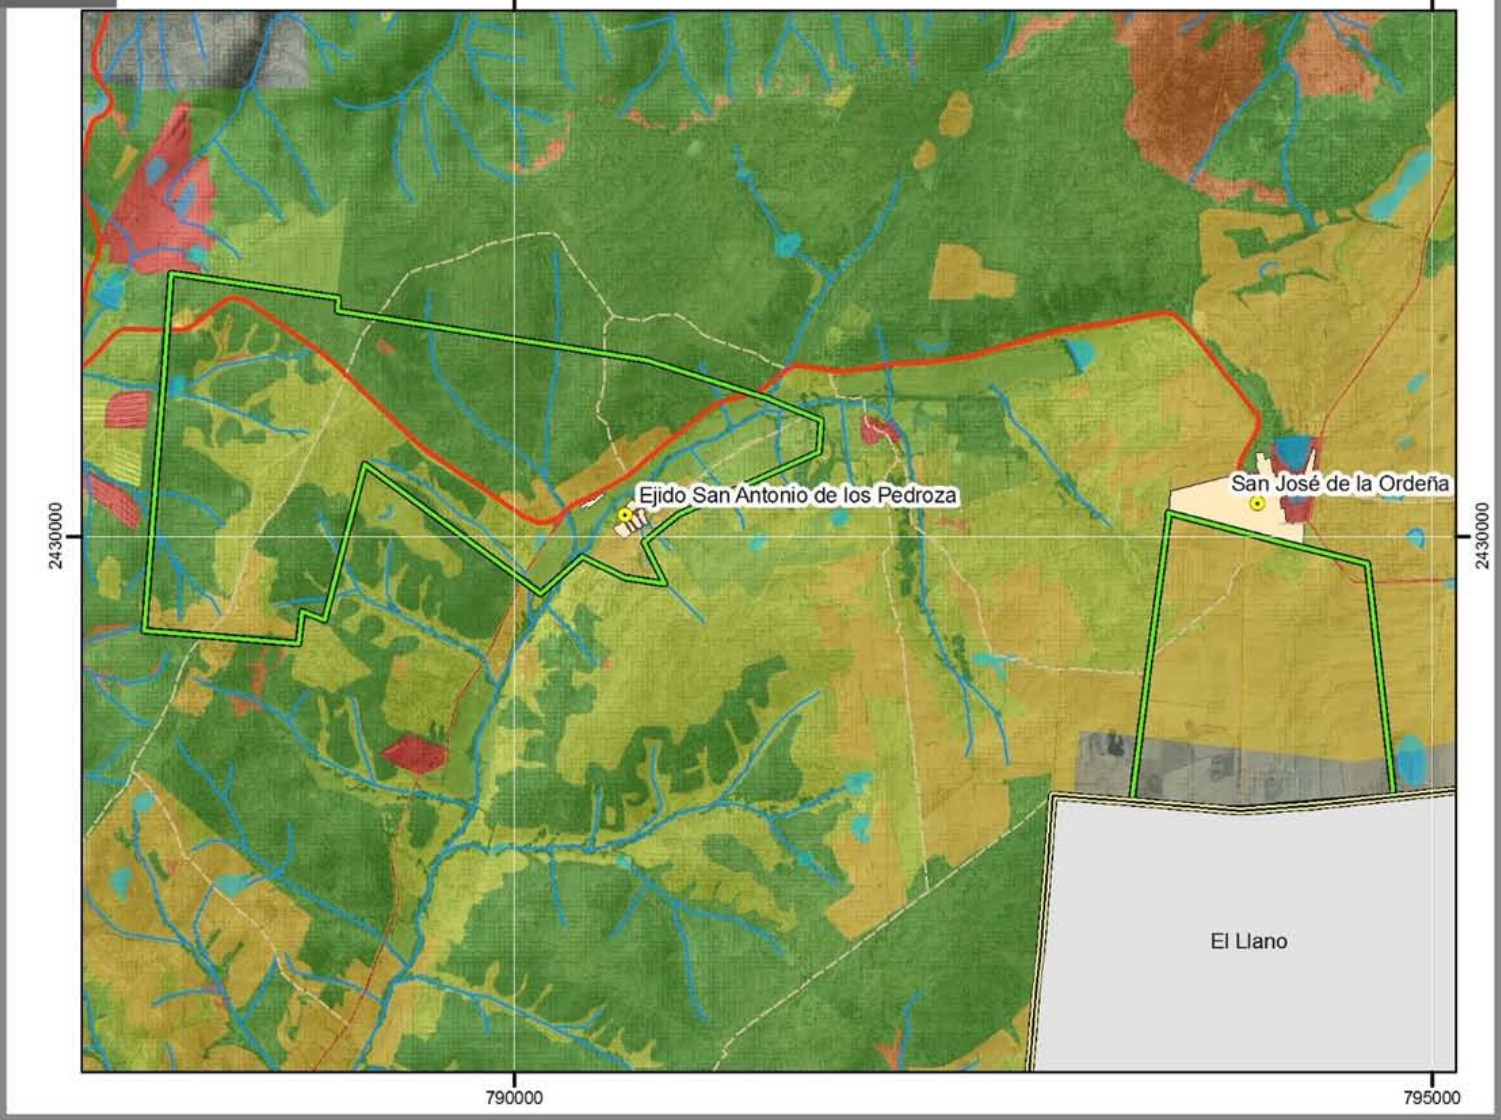 San José de la Ordeña
Ejido San Antonio de los Pedroza
2430000
2430000
El Llano
790000
795000